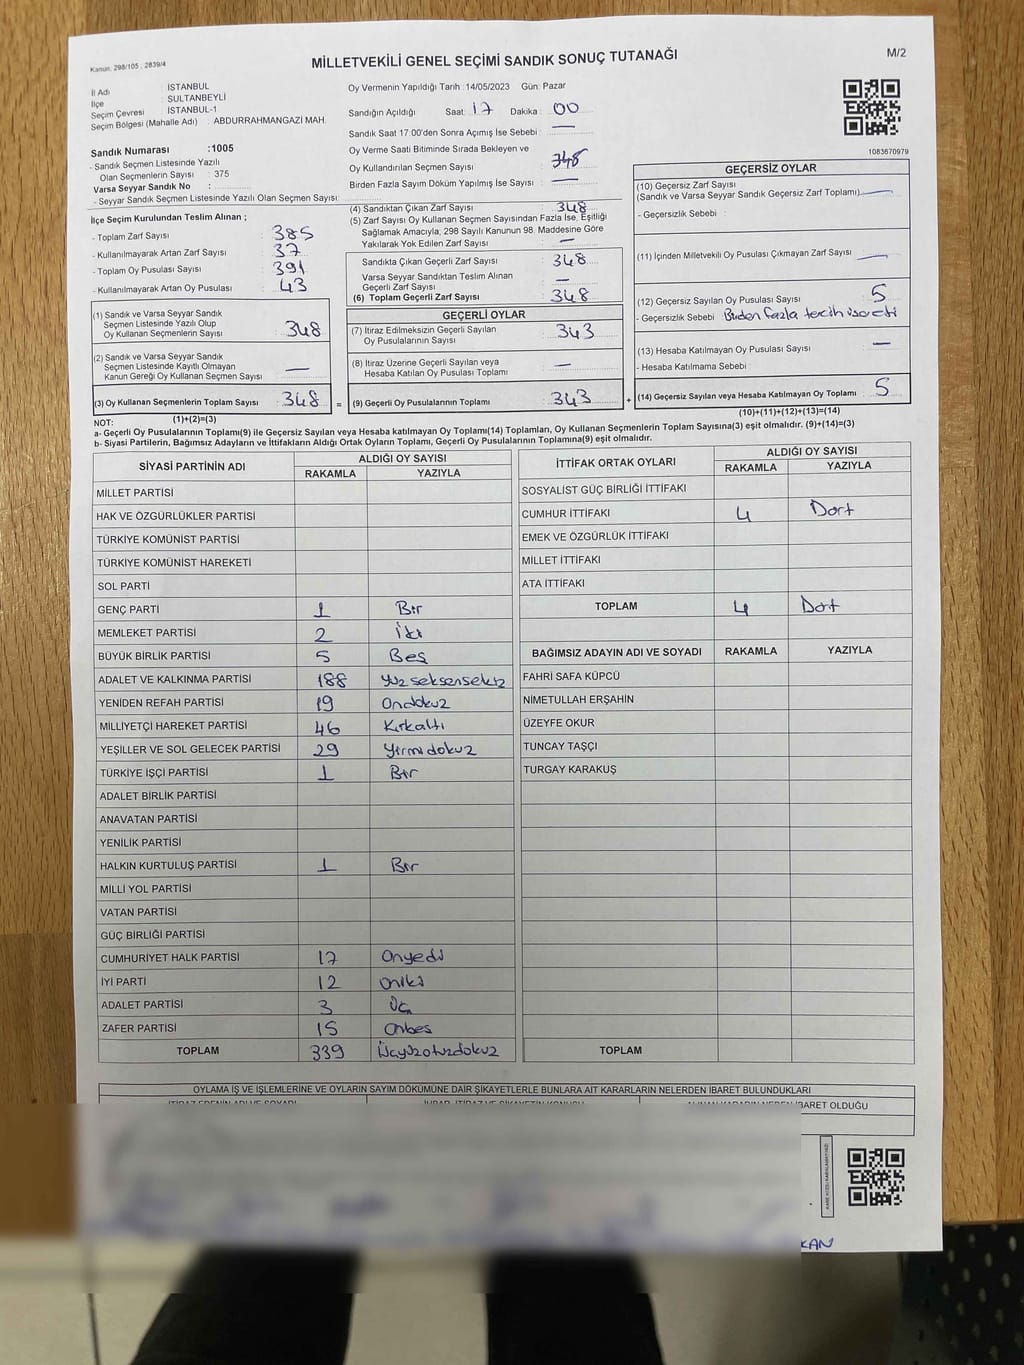 Kanun: 298/105 , 2839/4
MİLLETVEKİLİ GENEL SEÇİMİ SANDIK SONUÇ TUTANAĞI
M/2
İl Adı : İSTANBUL
İlçe : SULTANBEYLİ
Seçim Çevresi : İSTANBUL-1
Seçim Bölgesi (Mahalle Adı) : ABDURRAHMANGAZİ MAH.
Sandık Numarası :1005
- Sandık Seçmen Listesinde Yazılı
Olan Seçmenlerin Sayısı : 375
Varsa Seyyar Sandık No :
- Seyyar Sandık Seçmen Listesinde Yazılı Olan Seçmen Sayısı:
Oy Vermenin Yapıldığı Tarih :14/05/2023 Gün: Pazar
Sandığın Açıldığı Saat: 17 Dakika : 00
Sandık Saat 17:00'den Sonra Açımış İse Sebebi : —
Oy Verme Saati Bitiminde Sırada Bekleyen ve
Oy Kullandırılan Seçmen Sayısı : 348
Birden Fazla Sayım Döküm Yapılmış İse Sayısı : —
1083670979
İlçe Seçim Kurulundan Teslim Alınan ;
- Toplam Zarf Sayısı : 385
- Kullanılmayarak Artan Zarf Sayısı : 37
- Toplam Oy Pusulası Sayısı : 391
- Kullanılmayarak Artan Oy Pusulası : 43
(1) Sandık ve Varsa Seyyar Sandık
Seçmen Listesinde Yazılı Olup
Oy Kullanan Seçmenlerin Sayısı : 348
(2) Sandık ve Varsa Seyyar Sandık
Seçmen Listesinde Kayıtlı Olmayan
Kanun Gereği Oy Kullanan Seçmen Sayısı : —
(3) Oy Kullanan Seçmenlerin Toplam Sayısı : 348 =
(1)+(2)=(3)
(4) Sandıktan Çıkan Zarf Sayısı : 348
(5) Zarf Sayısı Oy Kullanan Seçmen Sayısından Fazla İse, Eşitliği
Sağlamak Amacıyla, 298 Sayılı Kanunun 98. Maddesine Göre
Yakılarak Yok Edilen Zarf Sayısı : —
Sandıkta Çıkan Geçerli Zarf Sayısı : 348
Varsa Seyyar Sandıktan Teslim Alınan
Geçerli Zarf Sayısı : —
(6) Toplam Geçerli Zarf Sayısı : 348
GEÇERLİ OYLAR
(7) İtiraz Edilmeksizin Geçerli Sayılan
Oy Pusulalarının Sayısı : 343
(8) İtiraz Üzerine Geçerli Sayılan veya
Hesaba Katılan Oy Pusulası Toplamı : —
(9) Geçerli Oy Pusulalarının Toplamı : 343 +
GEÇERSİZ OYLAR
(10) Geçersiz Zarf Sayısı
(Sandık ve Varsa Seyyar Sandık Geçersiz Zarf Toplamı) —
- Geçersizlik Sebebi :
(11) İçinden Milletvekili Oy Pusulası Çıkmayan Zarf Sayısı : —
(12) Geçersiz Sayılan Oy Pusulası Sayısı : 5
- Geçersizlik Sebebi : Birden fazla tercih işareti
(13) Hesaba Katılmayan Oy Pusulası Sayısı : —
- Hesaba Katılmama Sebebi :
(14) Geçersiz Sayılan veya Hesaba Katılmayan Oy Toplamı : 5
(10)+(11)+(12)+(13)=(14)
NOT:
a- Geçerli Oy Pusulalarının Toplamı(9) ile Geçersiz Sayılan veya Hesaba katılmayan Oy Toplamı(14) Toplamları, Oy Kullanan Seçmenlerin Toplam Sayısına(3) eşit olmalıdır. (9)+(14)=(3)
b- Siyasi Partilerin, Bağımsız Adayların ve İttifakların Aldığı Ortak Oyların Toplamı, Geçerli Oy Pusulalarının Toplamına(9) eşit olmalıdır.
SİYASİ PARTİNİN ADI ALDIĞI OY SAYISI
RAKAMLA YAZIYLA
MİLLET PARTİSİ
HAK VE ÖZGÜRLÜKLER PARTİSİ
TÜRKİYE KOMÜNİST PARTİSİ
TÜRKİYE KOMÜNİST HAREKETİ
SOL PARTİ
GENÇ PARTİ 1 Bir
MEMLEKET PARTİSİ 2 İki
BÜYÜK BİRLİK PARTİSİ 5 Beş
ADALET VE KALKINMA PARTİSİ 188 Yüzseksensekiz
YENİDEN REFAH PARTİSİ 19 Ondokuz
MİLLİYETÇİ HAREKET PARTİSİ 46 Kırkaltı
YEŞİLLER VE SOL GELECEK PARTİSİ 29 Yirmidokuz
TÜRKİYE İŞÇİ PARTİSİ 1 Bir
ADALET BİRLİK PARTİSİ
ANAVATAN PARTİSİ
YENİLİK PARTİSİ
HALKIN KURTULUŞ PARTİSİ 1 Bir
MİLLİ YOL PARTİSİ
VATAN PARTİSİ
GÜÇ BİRLİĞİ PARTİSİ
CUMHURİYET HALK PARTİSİ 17 Onyedi
İYİ PARTİ 12 oniki
ADALET PARTİSİ 3 Üç
ZAFER PARTİSİ 15 Onbeş
TOPLAM 339 Üçyüzotuzdokuz
İTTİFAK ORTAK OYLARI ALDIĞI OY SAYISI
RAKAMLA YAZIYLA
SOSYALİST GÜÇ BİRLİĞİ İTTİFAKI
CUMHUR İTTİFAKI 4 Dört
EMEK VE ÖZGÜRLÜK İTTİFAKI
MİLLET İTTİFAKI
ATA İTTİFAKI
TOPLAM 4 Dört
BAĞIMSIZ ADAYIN ADI VE SOYADI RAKAMLA YAZIYLA
FAHRİ SAFA KÜPCÜ
NİMETULLAH ERŞAHİN
ÜZEYFE OKUR
TUNCAY TAŞÇI
TURGAY KARAKUŞ
TOPLAM
OYLAMA İŞ VE İŞLEMLERİNE VE OYLARIN SAYIM DÖKÜMÜNE DAİR ŞİKAYETLERLE BUNLARA AİT KARARLARIN NELERDEN İBARET BULUNDUKLARI
İBARET OLDUĞU
KAN